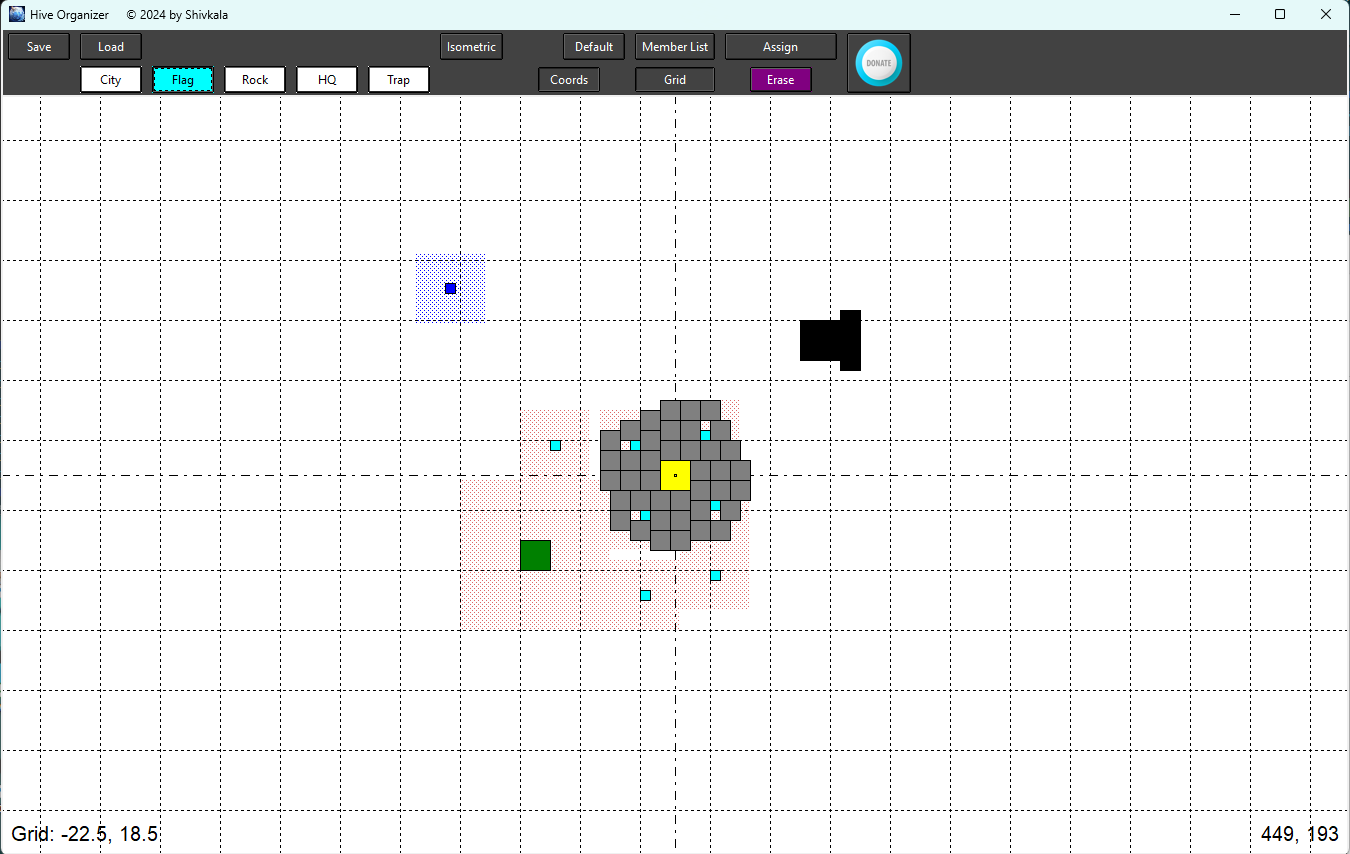 Hive Organizer © 2024 by Shivkala
Save Load Isometric Default Member List Assign
DONATE
City Flag Rock HQ Trap Coords Grid Erase
Grid: -22.5, 18.5
449, 193